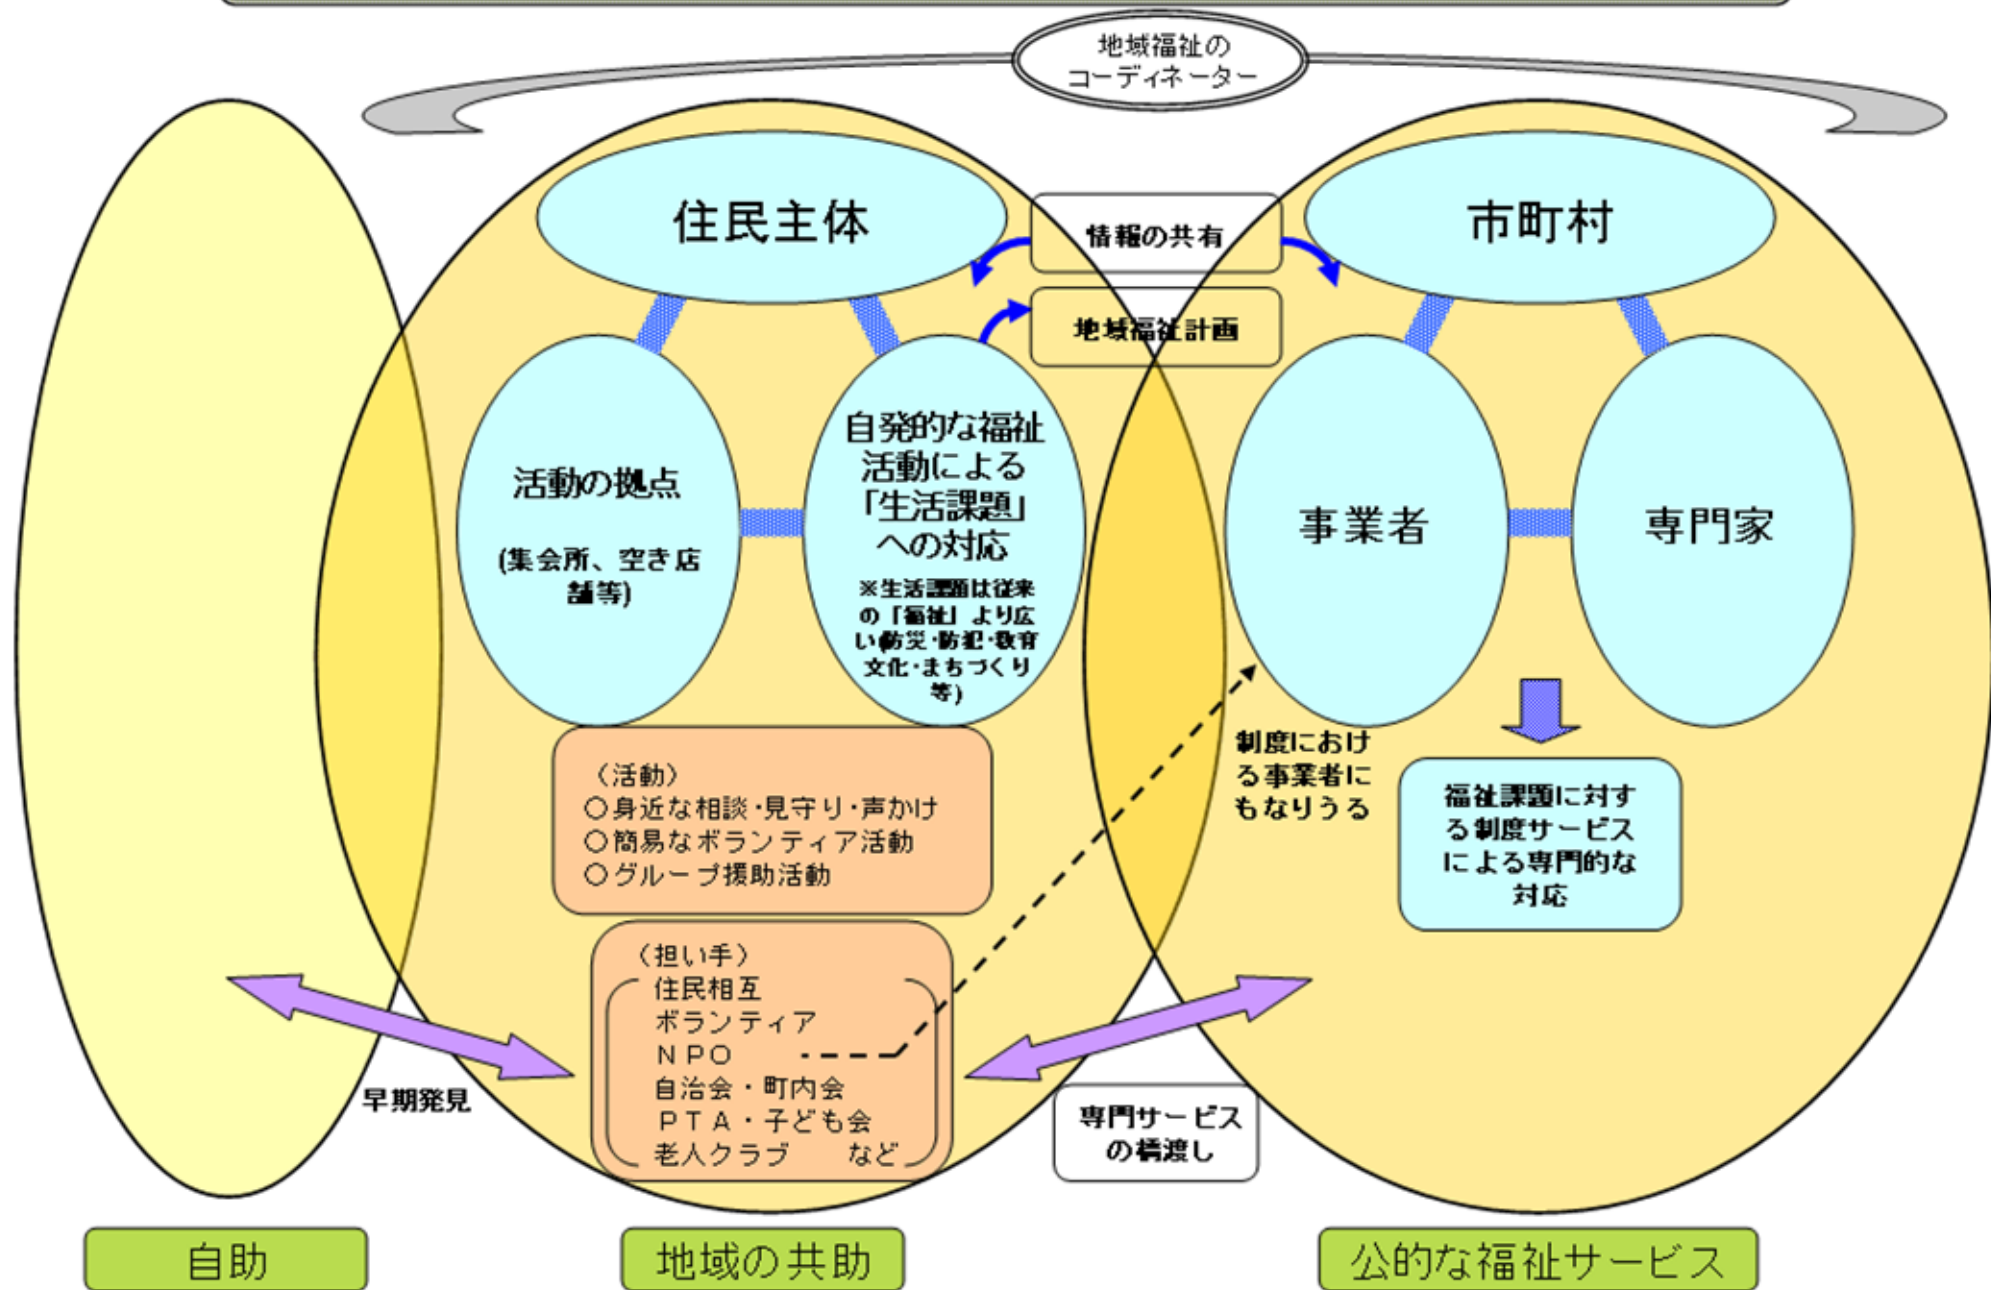 地域福祉の
コーディネーター
住民主体
情報の共有
市町村
地域福祉計画
活動の拠点
(集会所、空き店
舗等)
自発的な福祉
活動による
「生活課題」
への対応
※生活課題は従来
の「福祉」より広
い(防災・防犯・教育
文化・まちづくり
等)
事業者
専門家
〈活動〉
○身近な相談・見守り・声かけ
○簡易なボランティア活動
○グループ援助活動
制度におけ
る事業者に
もなりうる
福祉課題に対す
る制度サービス
による専門的な
対応
〈担い手〉
住民相互
ボランティア
NPO
自治会・町内会
PTA・子ども会
老人クラブ　など
早期発見
専門サービス
の橋渡し
自助
地域の共助
公的な福祉サービス